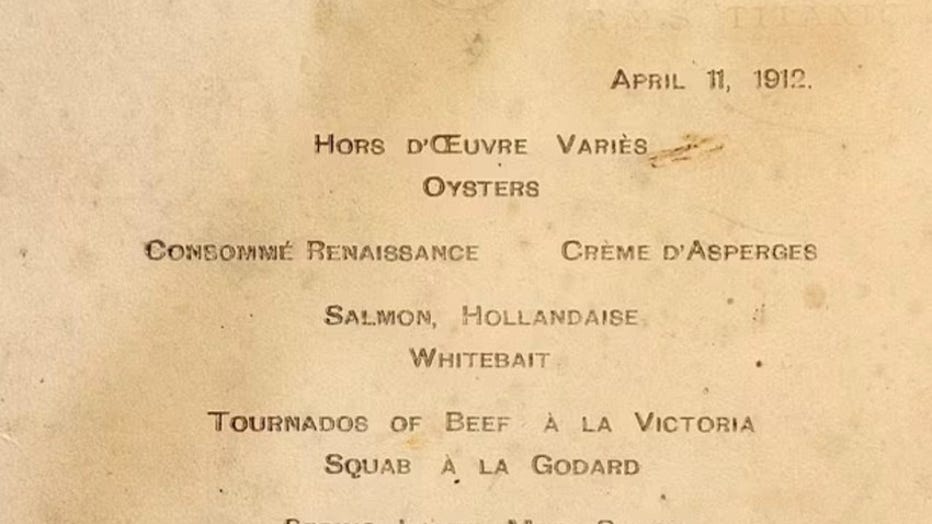 R.M.S TITANIC
April 11, 1912.
Hors d'Œuvre Variès
Oysters
Consommé Renaissance Crème d'Asperges
Salmon, Hollandaise
Whitebait
Tournados of Beef à la Victoria
Squab à la Godard